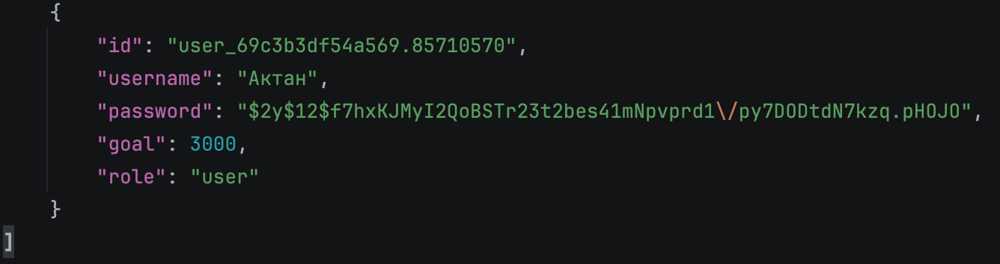 {
"id": "user_69c3b3df54a569.85710570",
"username": "Актан",
"password": "$2y$12$f7hxKJMyI2QoBSTr23t2bes41mNpvprd1\/py7DODtdN7kzq.pHOJO",
"goal": 3000,
"role": "user"
}
]